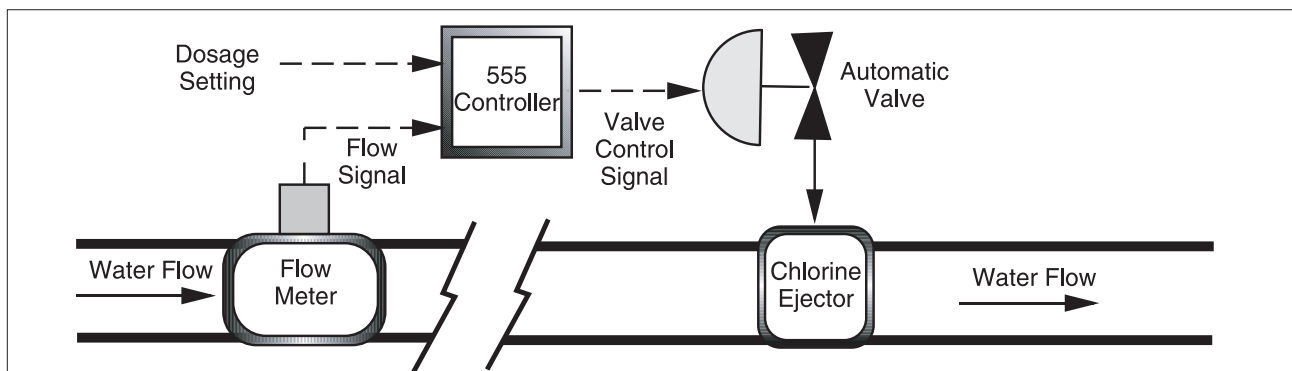 Dosage
Setting
555
Controller
Flow
Signal
Valve
Control
Signal
Automatic
Valve
Water Flow
Flow
Meter
Chlorine
Ejector
Water Flow